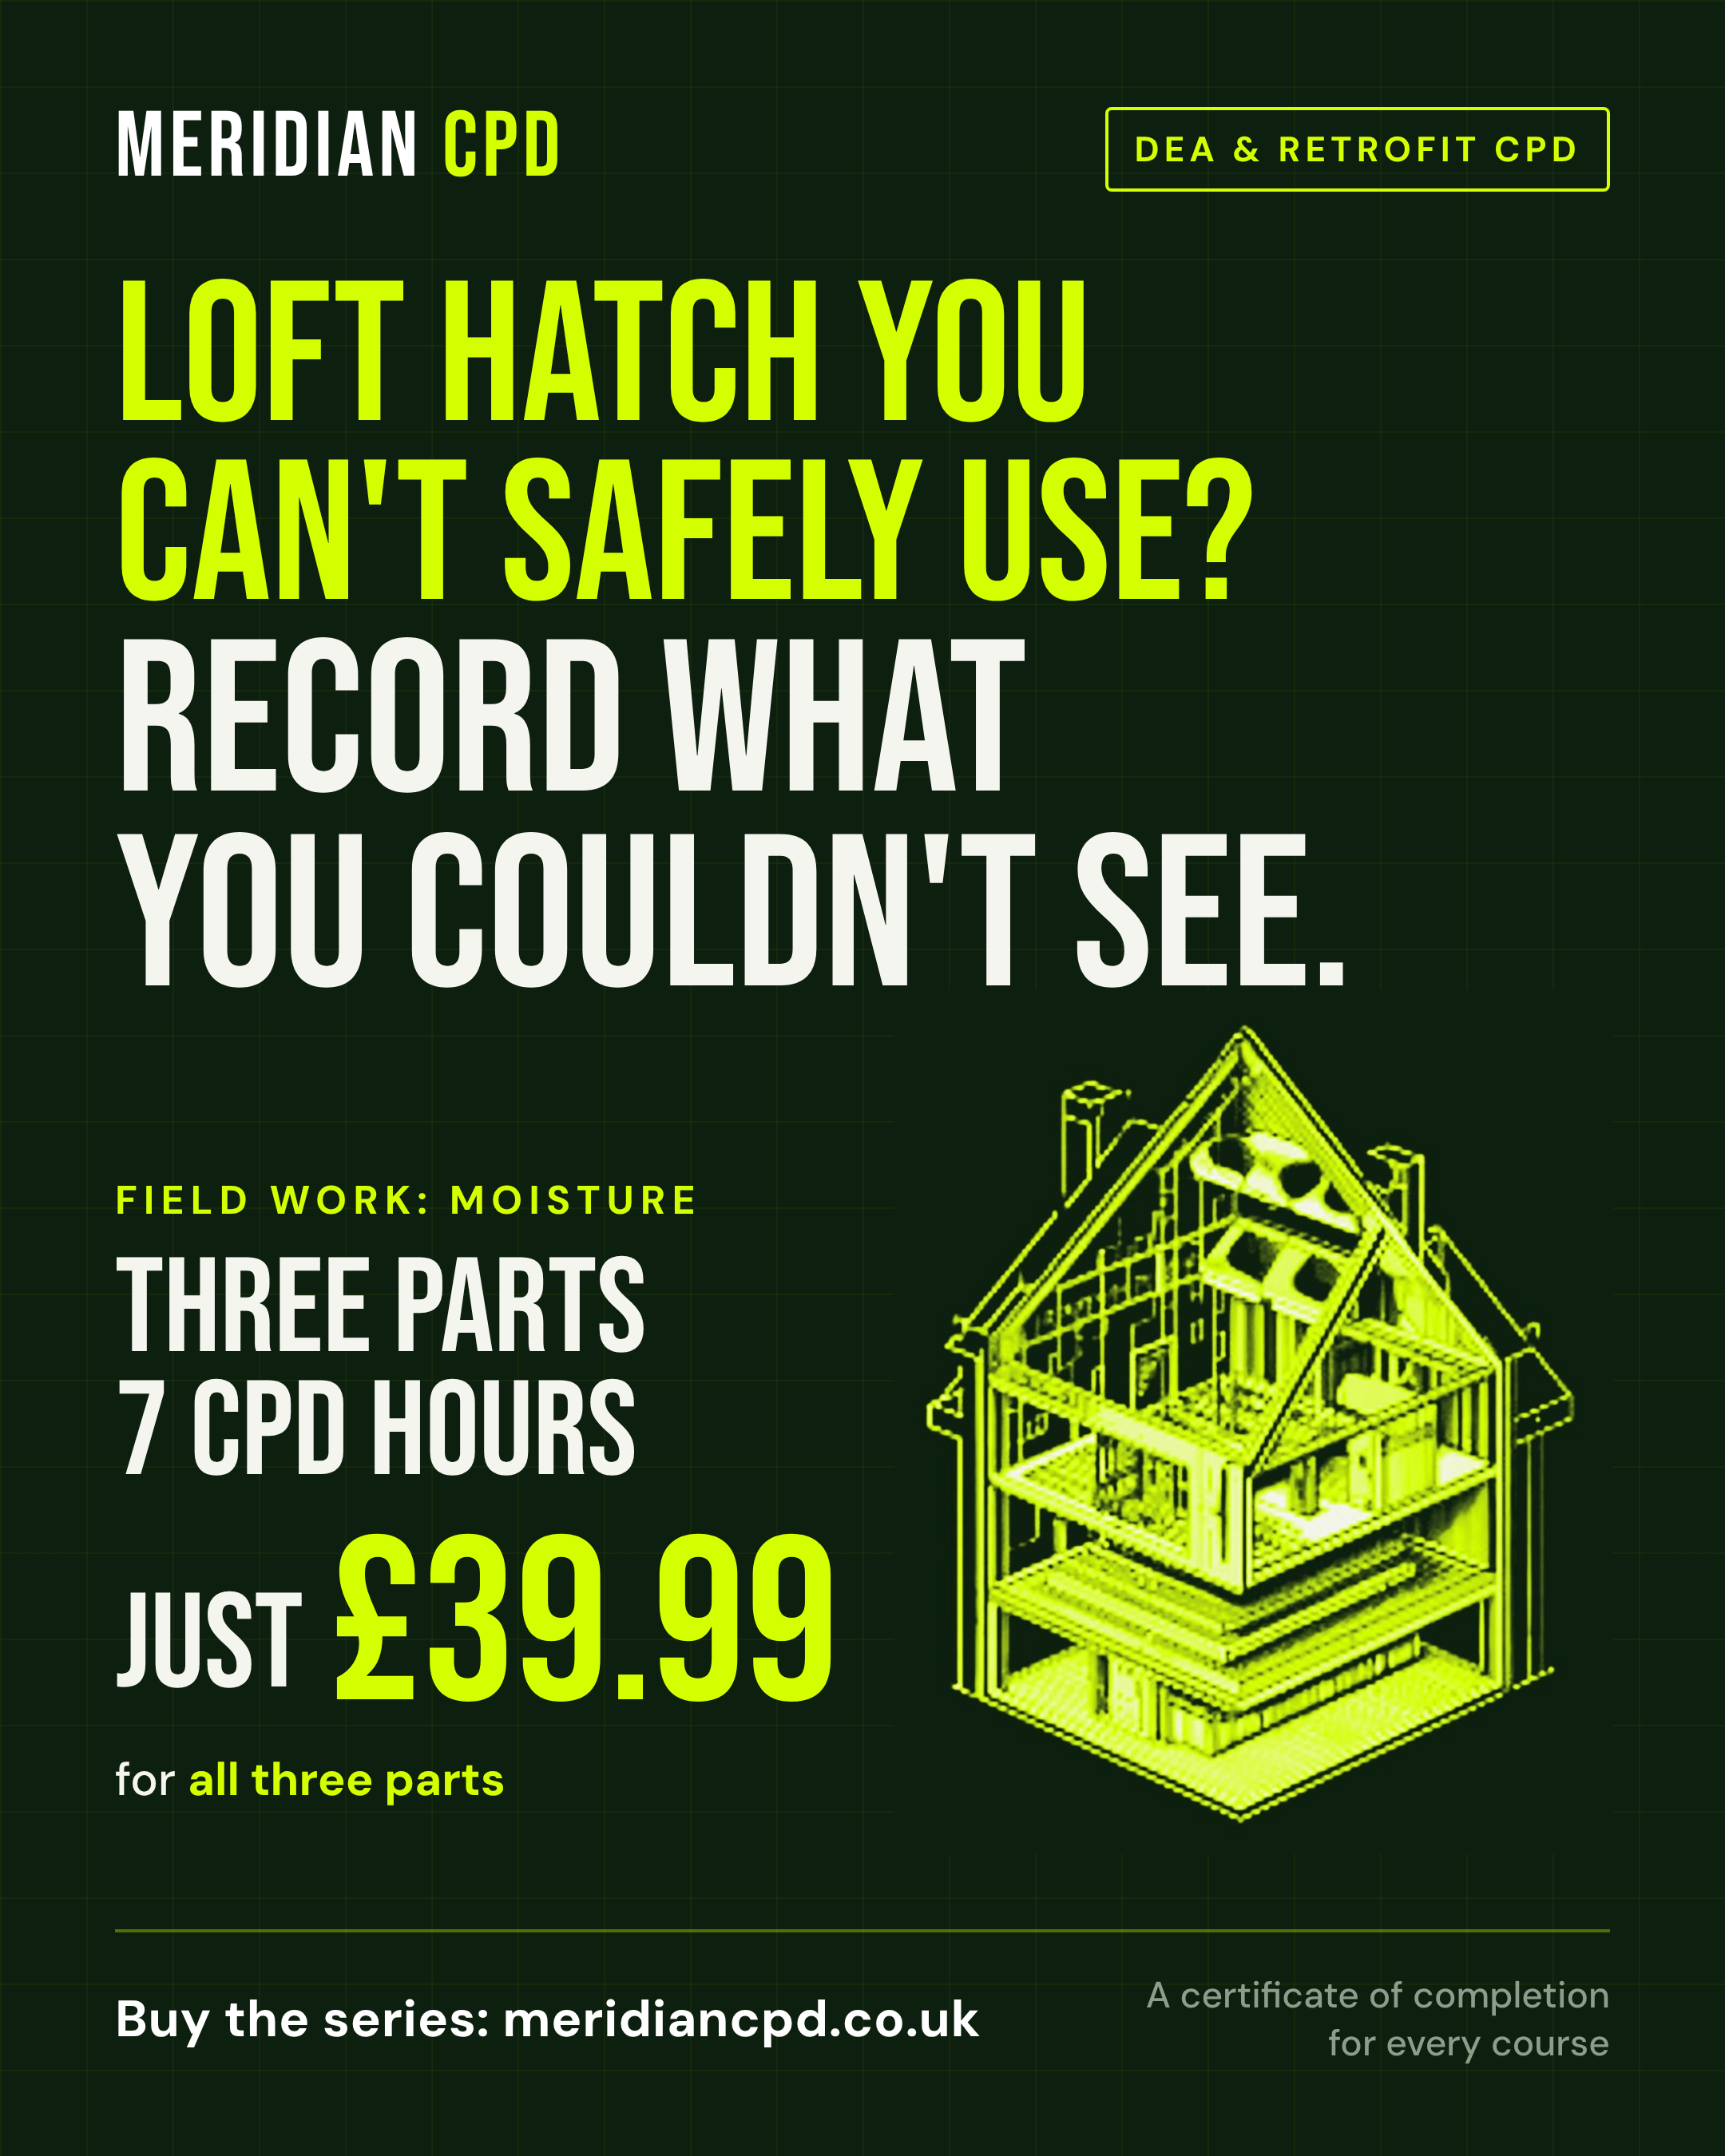 MERIDIAN CPD
DEA & RETROFIT CPD
LOFT HATCH YOU
CAN'T SAFELY USE?
RECORD WHAT
YOU COULDN'T SEE.
FIELD WORK: MOISTURE
THREE PARTS
7 CPD HOURS
JUST £39.99
for all three parts
Buy the series: meridiancpd.co.uk
A certificate of completion
for every course